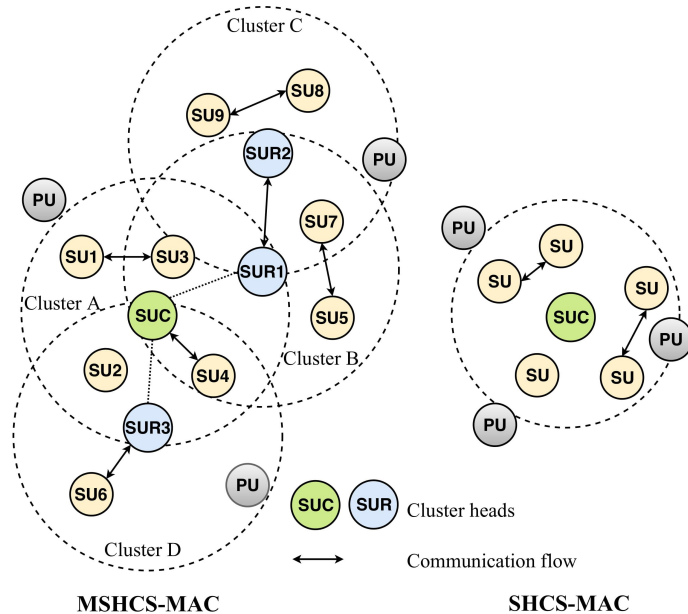 Cluster C
SU8
SU9
SUR2
PU
PU
SU7
PU
SU
SU1
SU3
SUR1
SU
SU
Cluster A
SUC
SU5
SUC
PU
Cluster B
SU2
SU4
SU
SU
SUR3
PU
SU6
PU
SUC
SUR
Cluster heads
Cluster D
Communication flow
MSHCS-MAC
SHCS-MAC